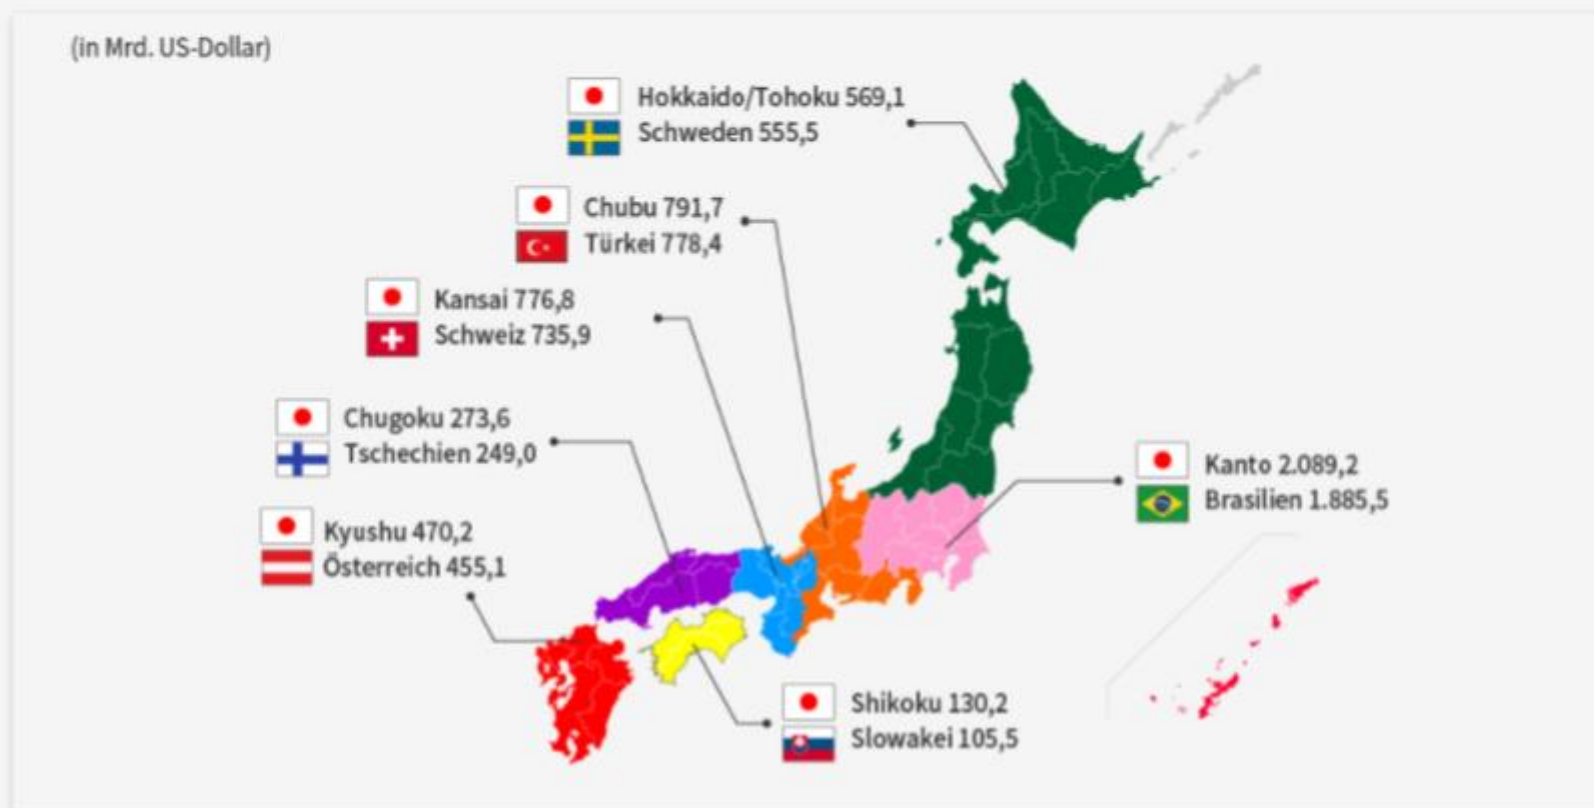 (in Mrd. US-Dollar)
Hokkaido/Tohoku 569,1
Schweden 555,5
Chubu 791,7
Türkei 778,4
Kansai 776,8
Schweiz 735,9
Chugoku 273,6
Tschechien 249,0
Kanto 2.089,2
Brasilien 1.885,5
Kyushu 470,2
Österreich 455,1
Shikoku 130,2
Slowakei 105,5